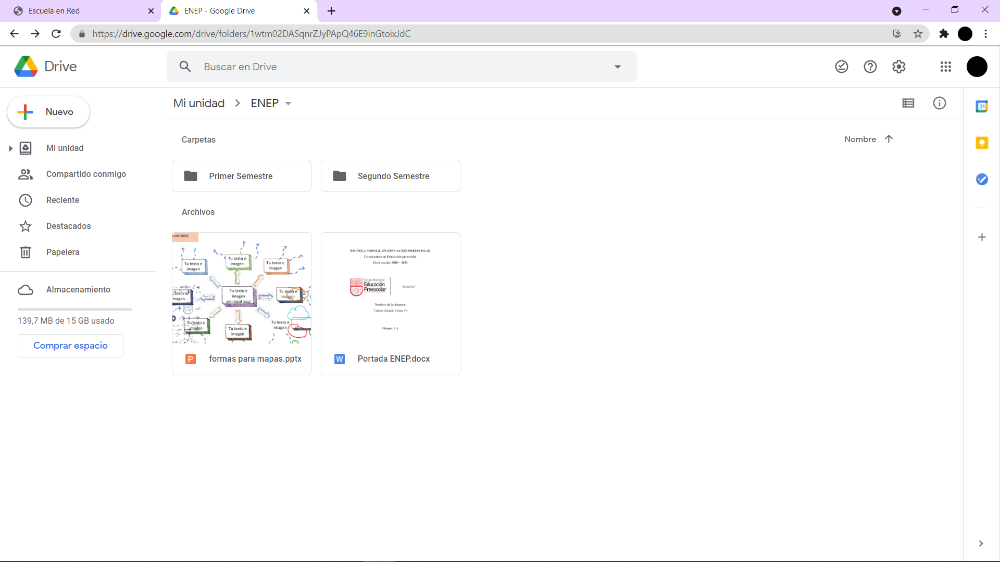 Escuela en Red
ENEP - Google Drive
https://drive.google.com/drive/folders/1wtm02DASqnrZJyPApQ46E9inGtoixJdC
Drive
Buscar en Drive
Nuevo
Mi unidad
Compartido conmigo
Reciente
Destacados
Papelera
Almacenamiento
139,7 MB de 15 GB usado
Comprar espacio
Mi unidad
ENEP
31
Carpetas
Nombre
Primer Semestre
Segundo Semestre
Archivos
editable)
Tu texto e
imagen
Tu texto e
imagen
Tu texto e
imagen
texto e
imagen
Tu texto e
imagen
principal aquí
Tu texto e
imagen
Tu texto e
imagen
Tu texto e
imagen
Tu texto e
imagen
P
formas para mapas.pptx
ESCUELA NORMAL DE EDUCACIÓN PREESCOLAR
Licenciatura en Educación preescolar
Ciclo escolar 2020 – 2021
Escuela Normal de
Educación
Preescolar
"Materia"
Nombre de la alumna:
Valeria Galindo Torres #4
Grupo: 1 A
W
Portada ENEP.docx